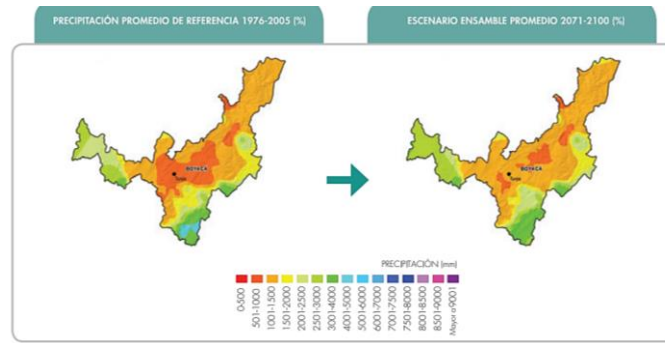 PRECIPITACIÓN PROMEDIO DE REFERENCIA 1976-2005 (%)
ESCENARIO ENSAMBLE PROMEDIO 2071-2100 (%)
BOYACÁ
Tunja
BOYACÁ
Tunja
PRECIPITACIÓN (mm)
0-500
501-1000
1001-1500
1501-2000
2001-2500
2501-3000
3001-4000
4001-5000
5001-6000
6001-7000
7001-7500
7501-8000
8001-8500
8501-9000
Mayor a 9001